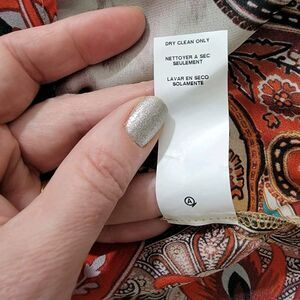 DRY CLEAN ONLY
NETTOYER A SEC
SEULEMENT
LAVAR EN SECO
SOLAMENTE
A